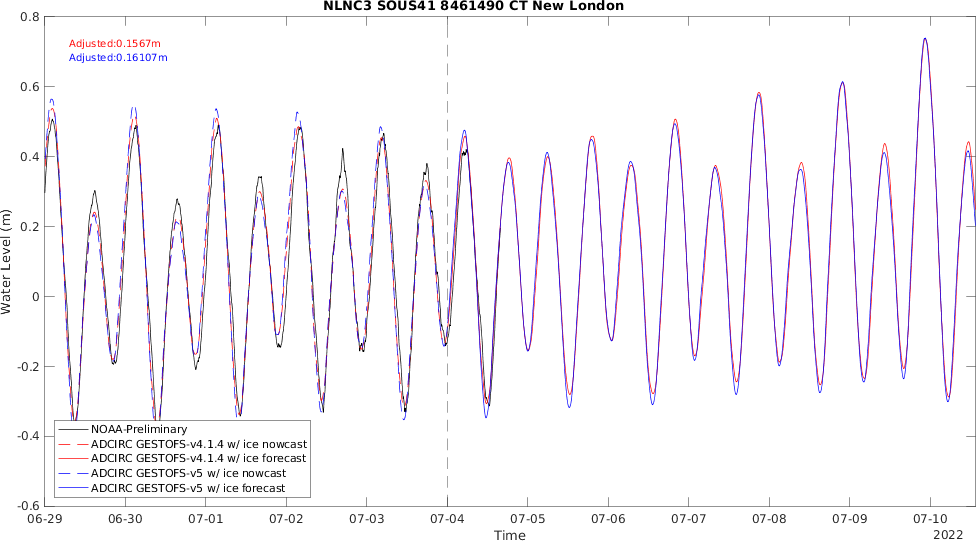 NLNC3 SOUS41 8461490 CT New London
Adjusted:0.1567m
Adjusted:0.16107m
Water Level (m)
0.8
0.6
0.4
0.2
0
-0.2
-0.4
-0.6
NOAA-Preliminary
ADCIRC GESTOFS-v4.1.4 w/ ice nowcast
ADCIRC GESTOFS-v4.1.4 w/ ice forecast
ADCIRC GESTOFS-v5 w/ ice nowcast
ADCIRC GESTOFS-v5 w/ ice forecast
06-29 06-30 07-01 07-02 07-03 07-04 07-05 07-06 07-07 07-08 07-09 07-10
Time
2022